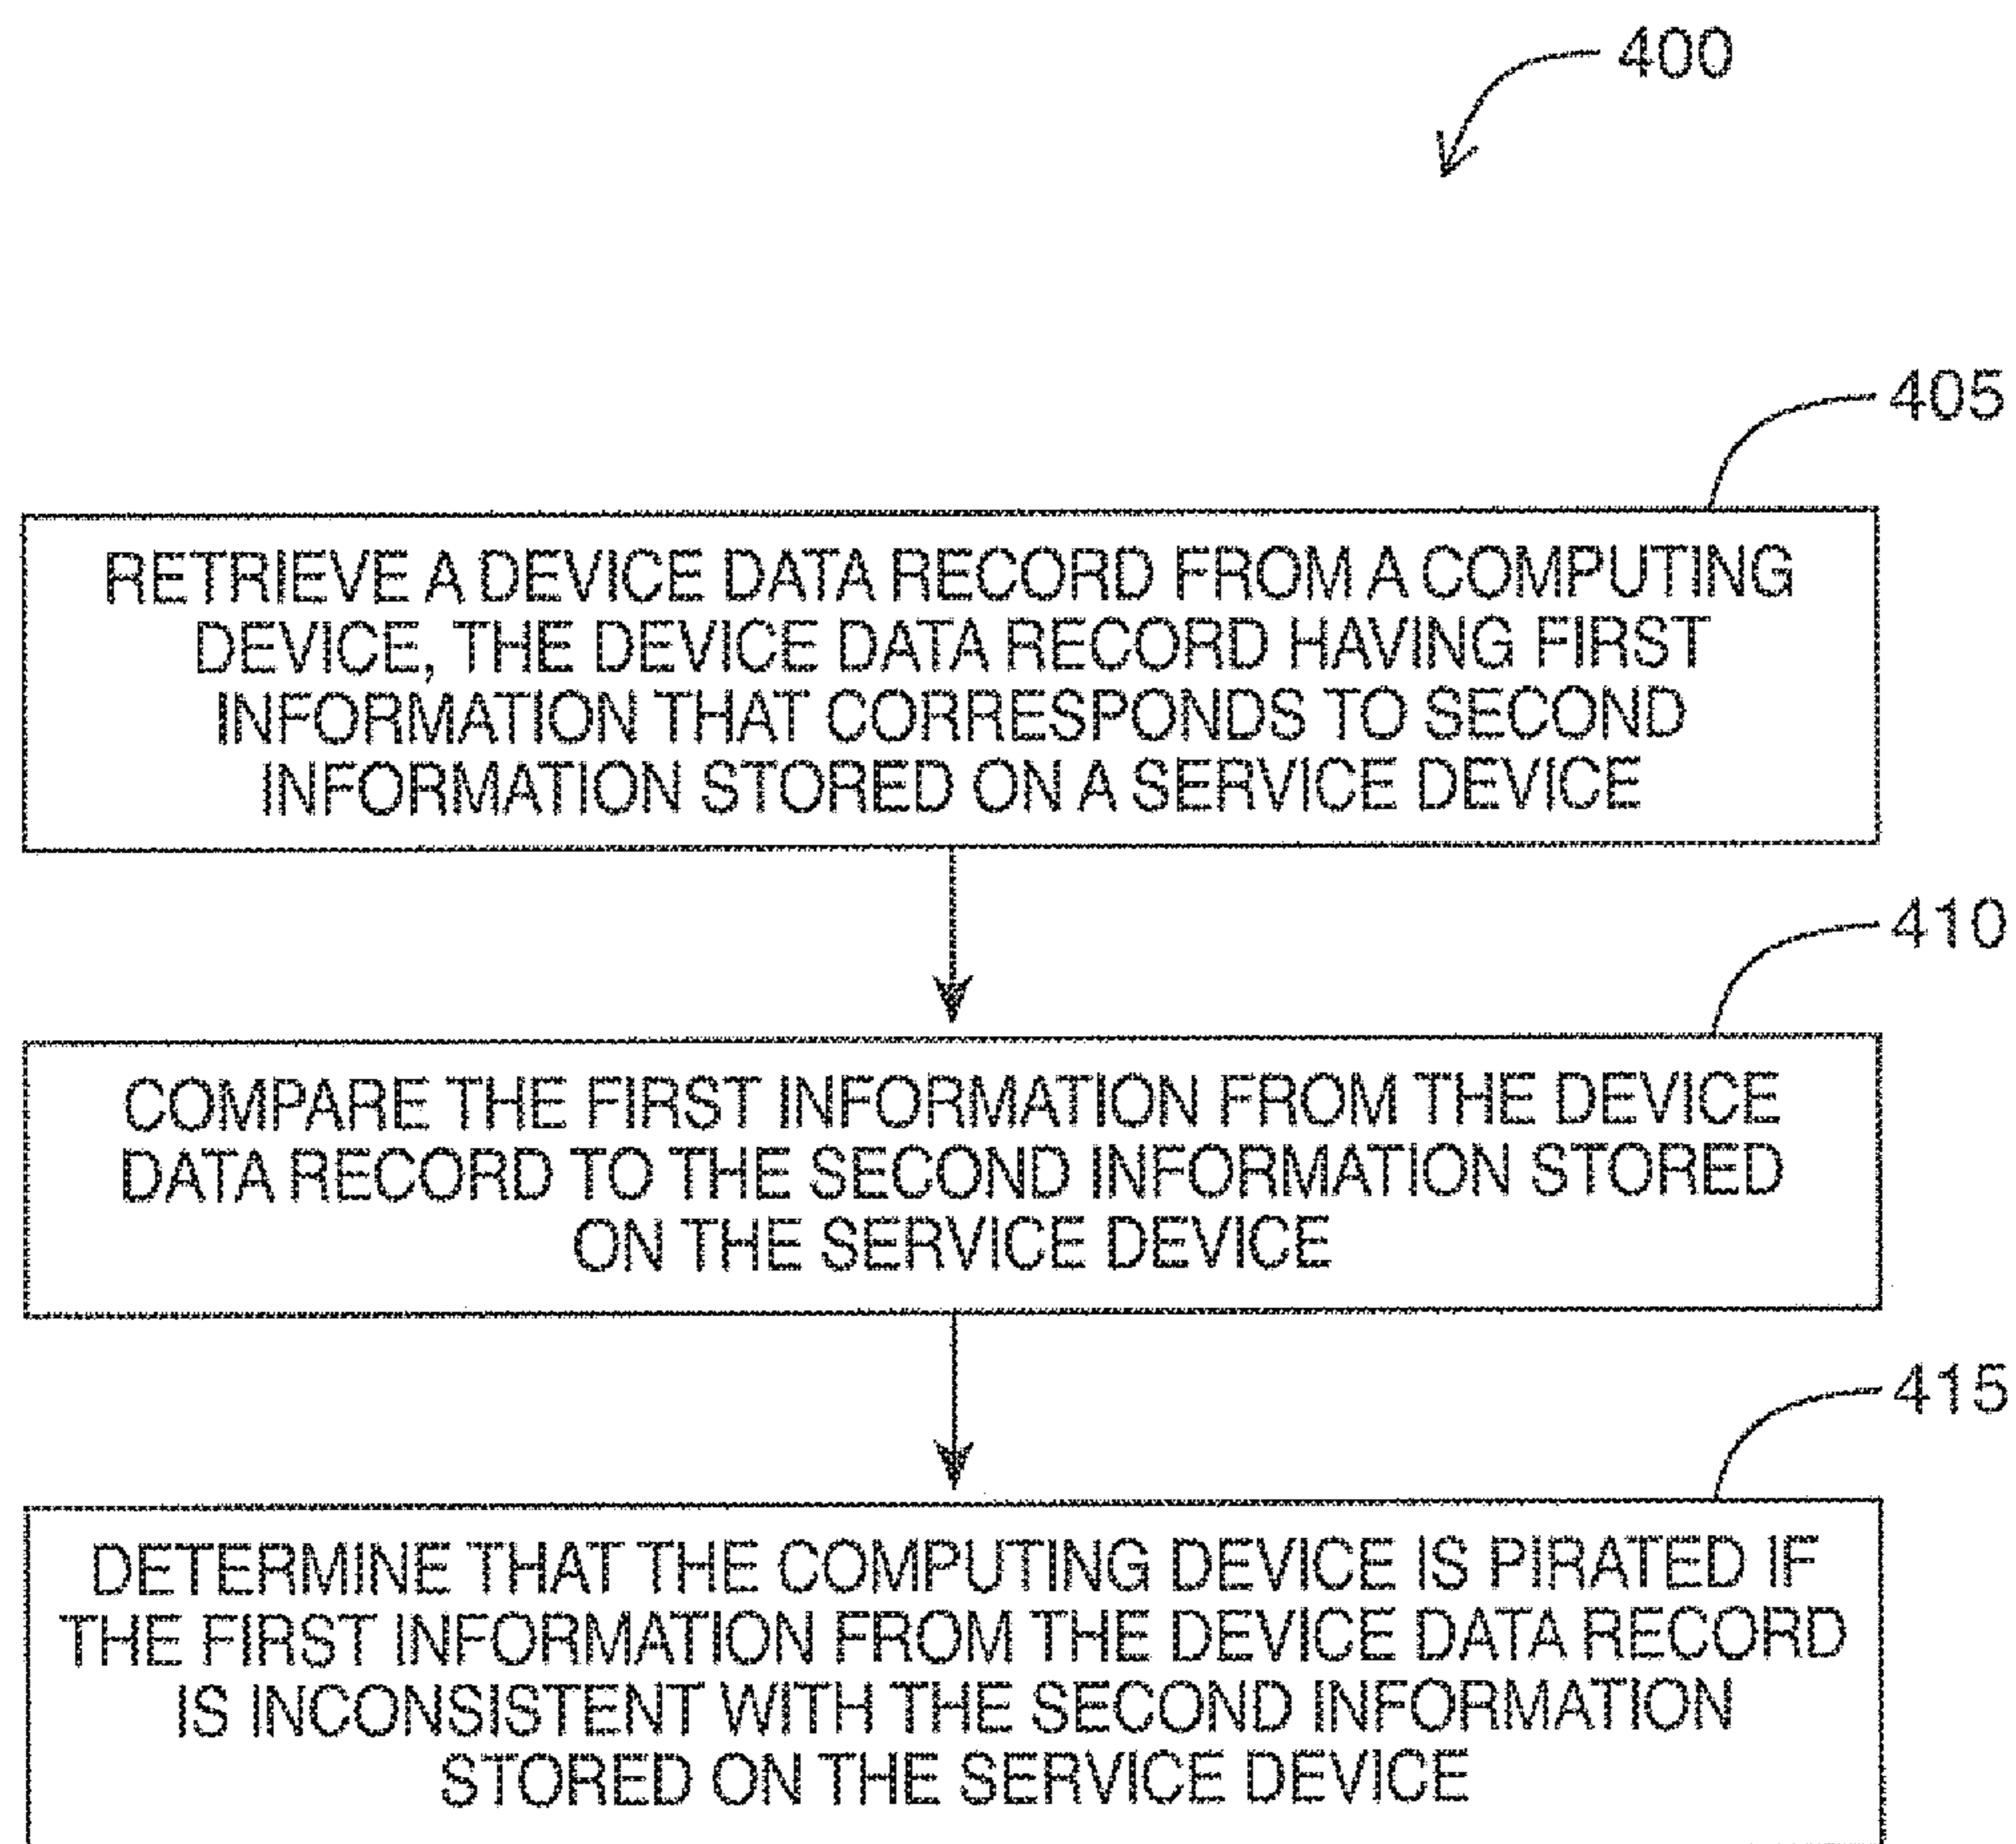 400
405
RETRIEVE A DEVICE DATA RECORD FROM A COMPUTING
DEVICE, THE DEVICE DATA RECORD HAVING FIRST
INFORMATION THAT CORRESPONDS TO SECOND
INFORMATION STORED ON A SERVICE DEVICE
410
COMPARE THE FIRST INFORMATION FROM THE DEVICE
DATA RECORD TO THE SECOND INFORMATION STORED
ON THE SERVICE DEVICE
415
DETERMINE THAT THE COMPUTING DEVICE IS PIRATED IF
THE FIRST INFORMATION FROM THE DEVICE DATA RECORD
IS INCONSISTENT WITH THE SECOND INFORMATION
STORED ON THE SERVICE DEVICE